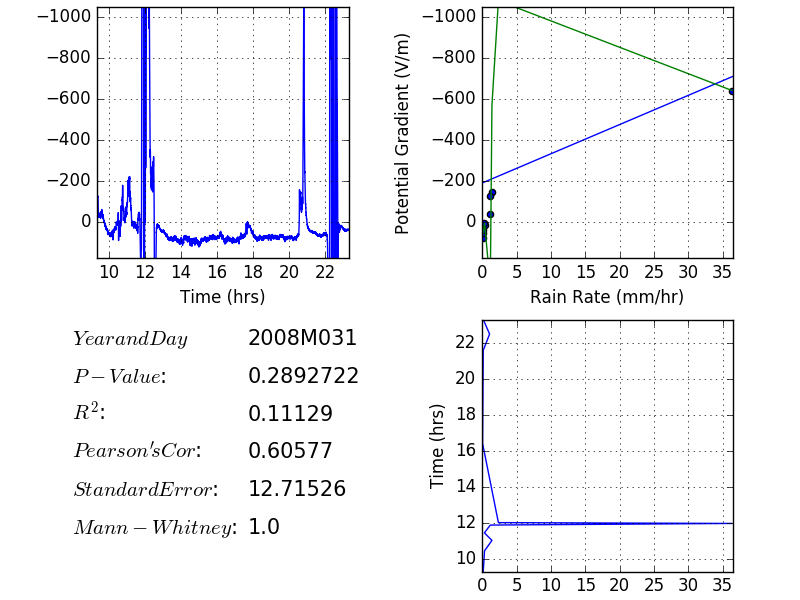 −1000
−800
−600
−400
−200
0
10 12 14 16 18 20 22
Time (hrs)
Potential Gradient (V/m)
−1000
−800
−600
−400
−200
0
0 5 10 15 20 25 30 35
Rain Rate (mm/hr)
YearandDay 2008M031
P−Value: 0.2892722
R²: 0.11129
Pearson'sCor: 0.60577
StandardError: 12.71526
Mann−Whitney: 1.0
Time (hrs)
22
20
18
16
14
12
10
0 5 10 15 20 25 30 35